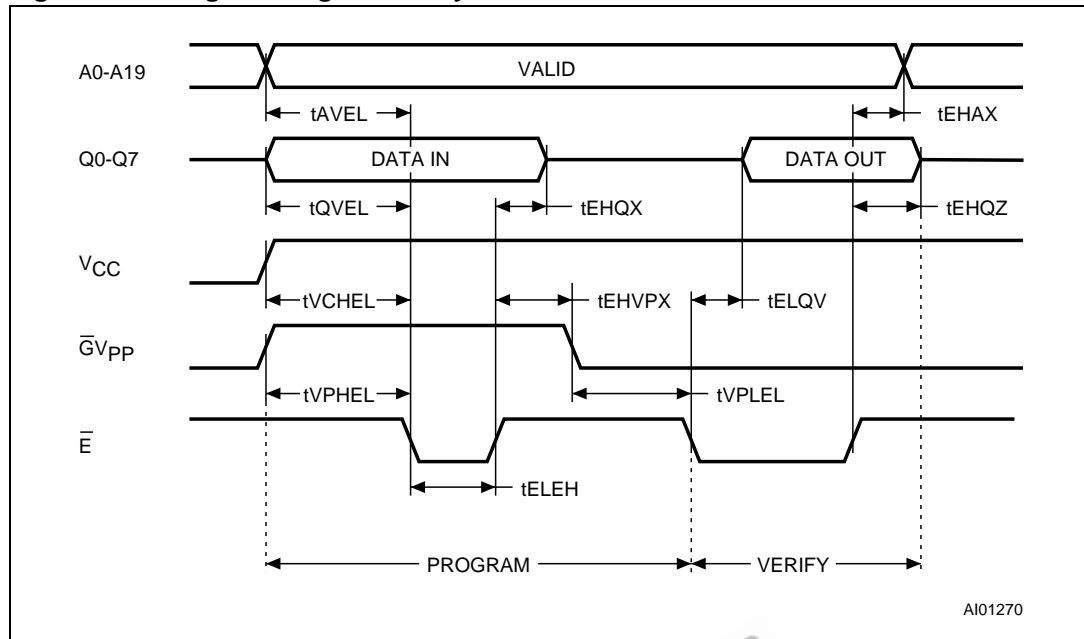 A0-A19
VALID
tAVEL
tEHAX
Q0-Q7
DATA IN
DATA OUT
tQVEL
tEHQX
tEHQZ
VCC
tVCHEL
tEHVPX
tELQV
G̅VPP
tVPHEL
tVPLEL
E̅
tELEH
PROGRAM
VERIFY
AI01270